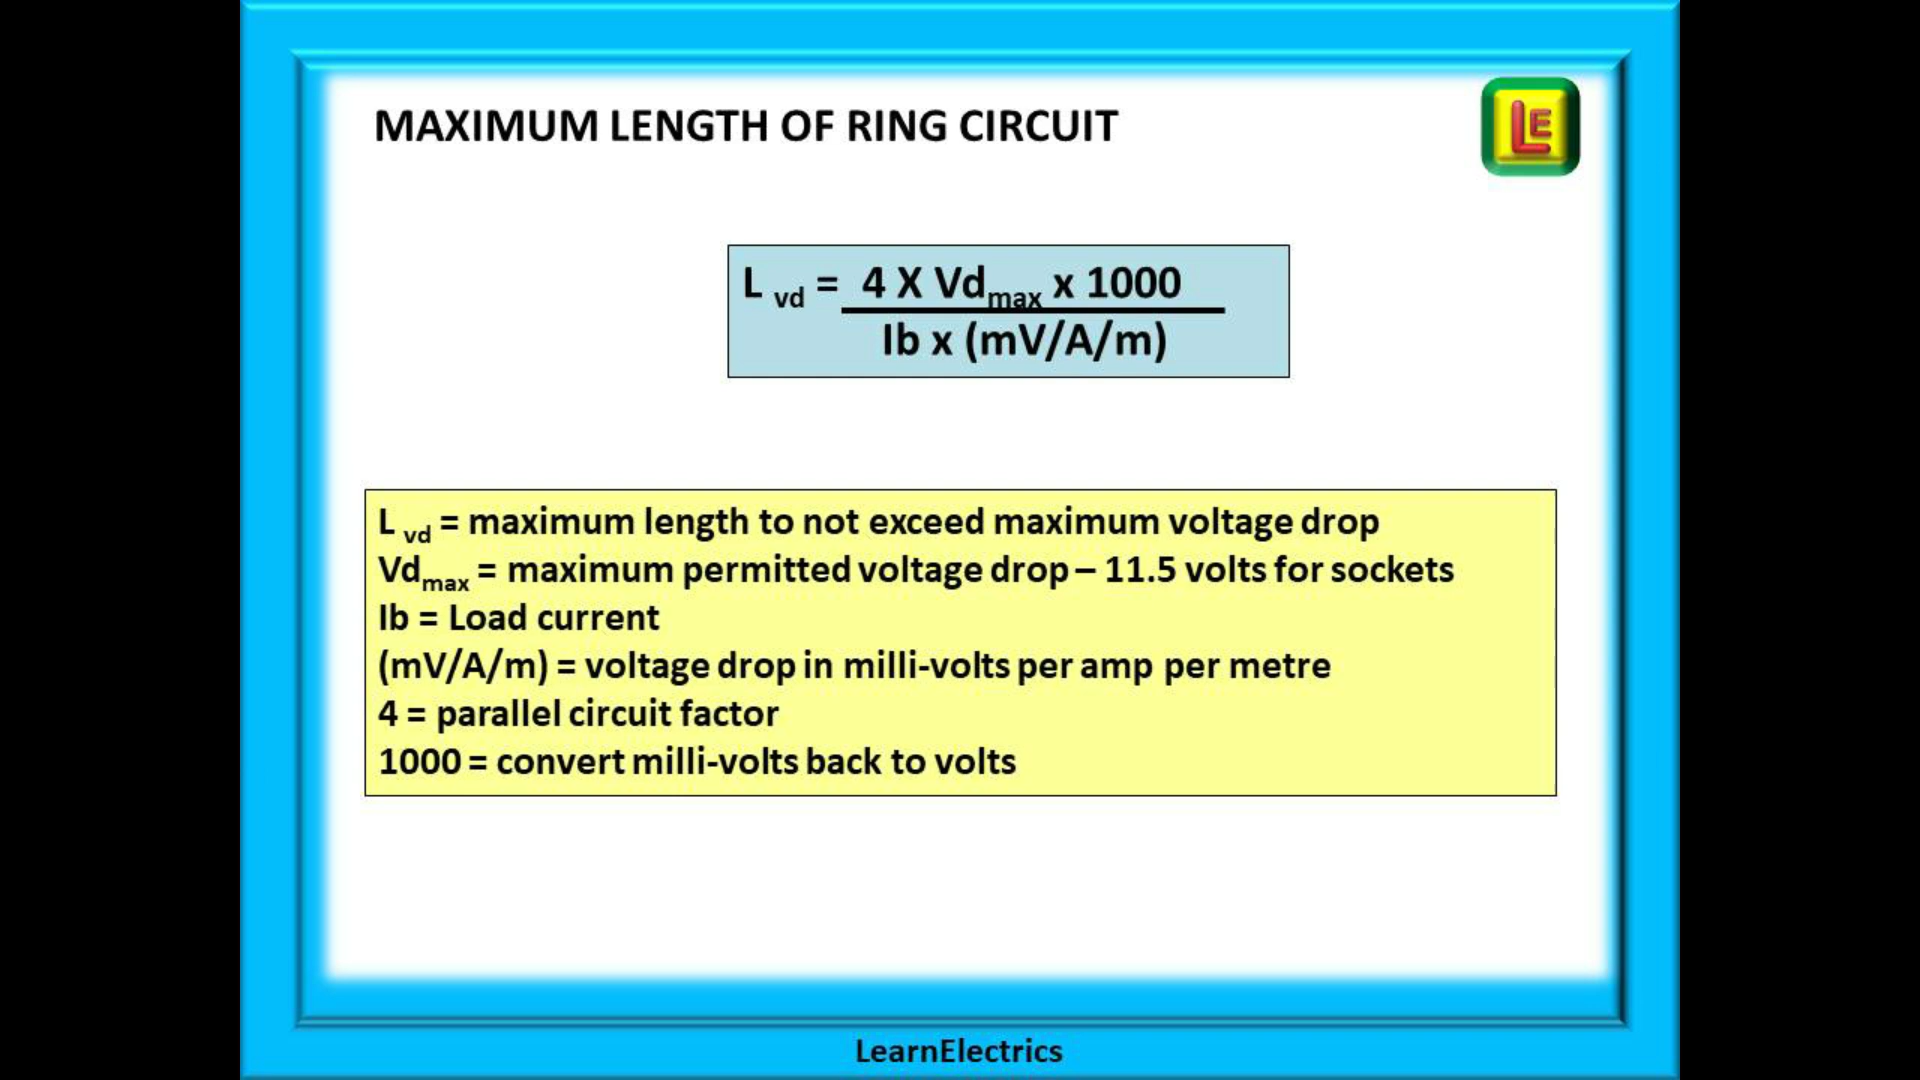 MAXIMUM LENGTH OF RING CIRCUIT
LE
L vd = 4 X Vdmax x 1000
Ib x (mV/A/m)
L vd = maximum length to not exceed maximum voltage drop
Vdmax = maximum permitted voltage drop – 11.5 volts for sockets
Ib = Load current
(mV/A/m) = voltage drop in milli-volts per amp per metre
4 = parallel circuit factor
1000 = convert milli-volts back to volts
LearnElectrics